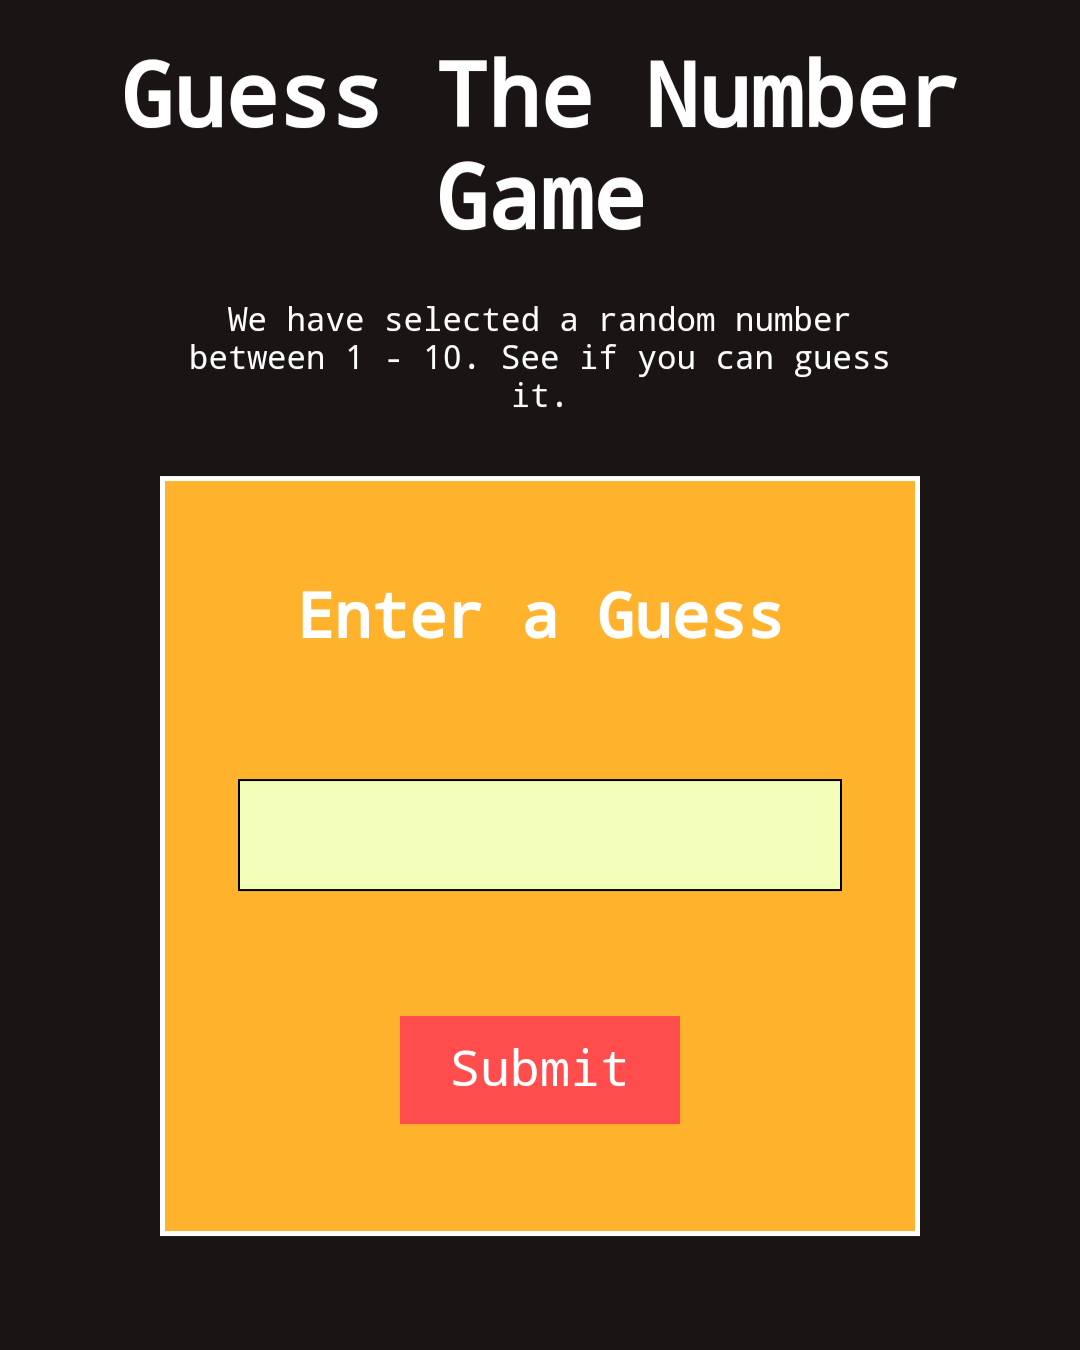 Guess The Number
Game
We have selected a random number
between 1 - 10. See if you can guess
it.
Enter a Guess
Submit